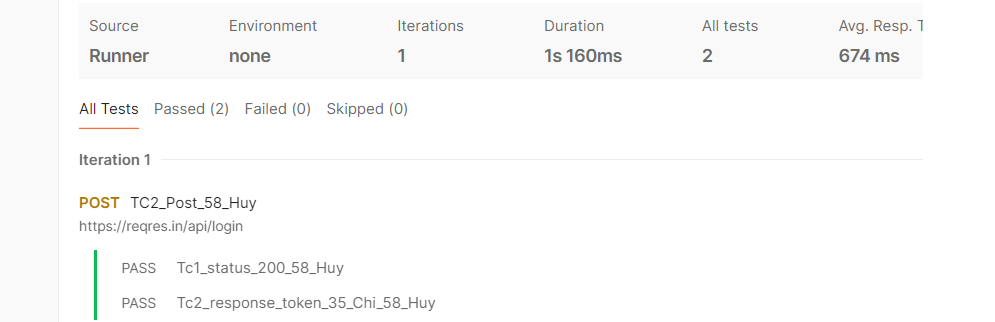 Source Environment Iterations Duration All tests Avg. Resp. T
Runner none 1 1s 160ms 2 674 ms
All Tests Passed (2) Failed (0) Skipped (0)
Iteration 1
POST TC2_Post_58_Huy
https://reqres.in/api/login
PASS Tc1_status_200_58_Huy
PASS Tc2_response_token_35_Chi_58_Huy